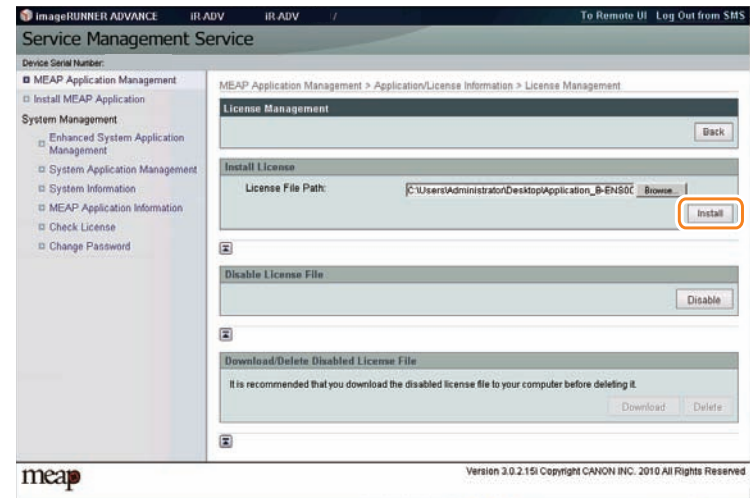 imageRUNNER ADVANCE iR-ADV iR-ADV / To Remote UI Log Out from SMS
Service Management Service
Device Serial Number:
MEAP Application Management
Install MEAP Application
System Management
Enhanced System Application
Management
System Application Management
System Information
MEAP Application Information
Check License
Change Password
MEAP Application Management > Application/License Information > License Management
License Management
Back
Install License
License File Path: C:\Users\Administrator\Desktop\Application_B-ENS00 Browse...
Install
Disable License File
Disable
Download/Delete Disabled License File
It is recommended that you download the disabled license file to your computer before deleting it.
Download Delete
meap Version 3.0.2.15i Copyright CANON INC. 2010 All Rights Reserved